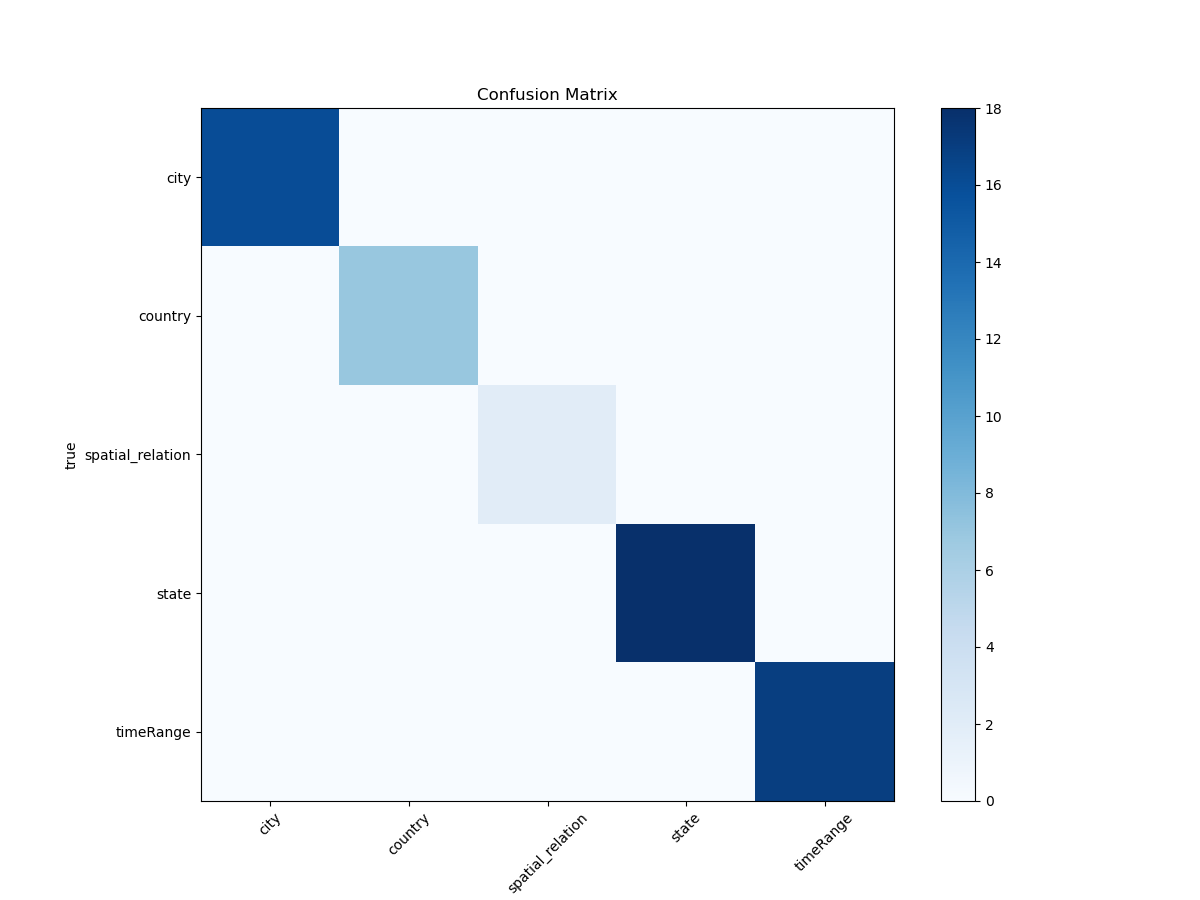 Confusion Matrix
true
city
country
spatial_relation
state
timeRange
city
country
spatial_relation
state
timeRange
18
16
14
12
10
8
6
4
2
0